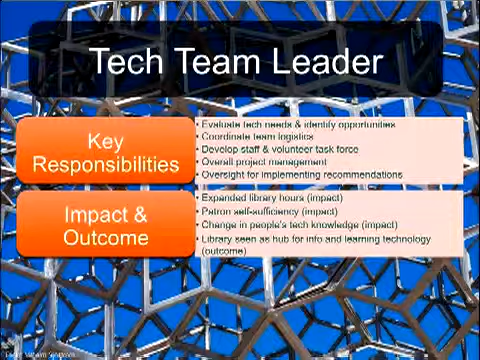 Tech Team Leader
Key
Responsibilities
• Evaluate tech needs & identify opportunities
• Coordinate team logistics
• Develop staff & volunteer task force
• Overall project management
• Oversight for implementing recommendations
Impact &
Outcome
• Expanded library hours (impact)
• Patron self-sufficiency (impact)
• Change in people's tech knowledge (impact)
• Library seen as hub for info and learning technology
(outcome)